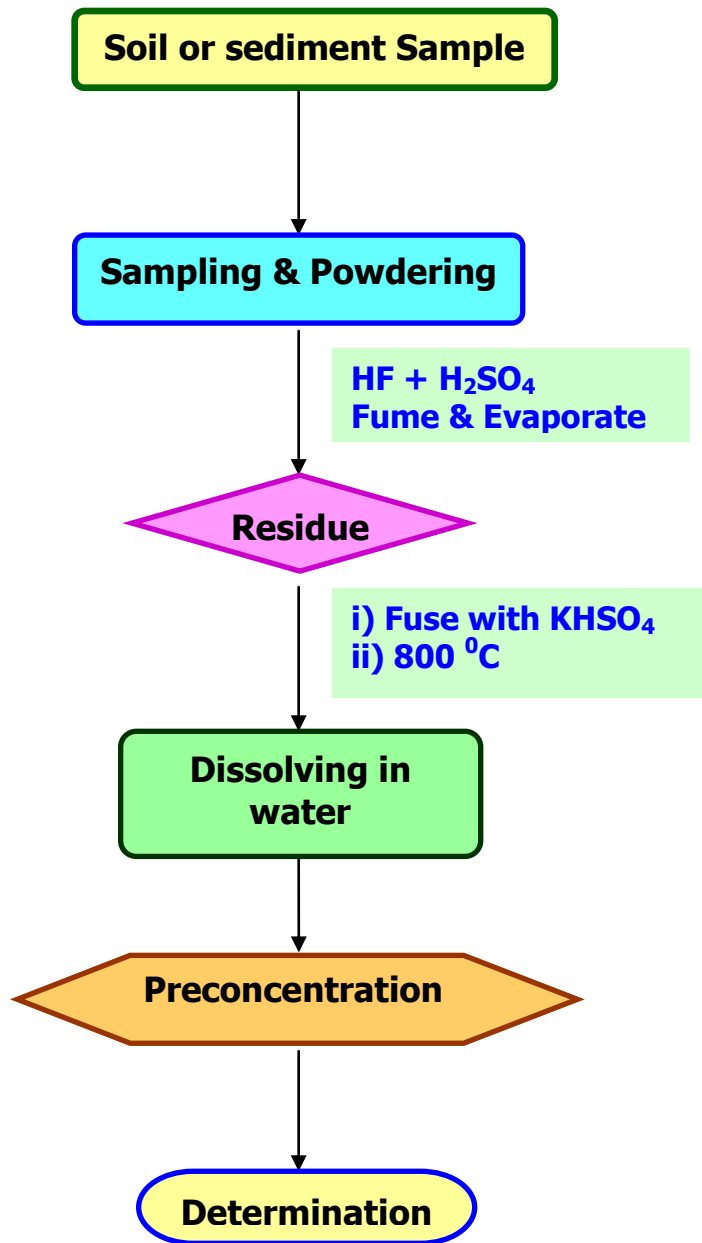 Soil or sediment Sample
Sampling & Powdering
HF + H₂SO₄
Fume & Evaporate
Residue
i) Fuse with KHSO₄
ii) 800 ⁰C
Dissolving in
water
Preconcentration
Determination